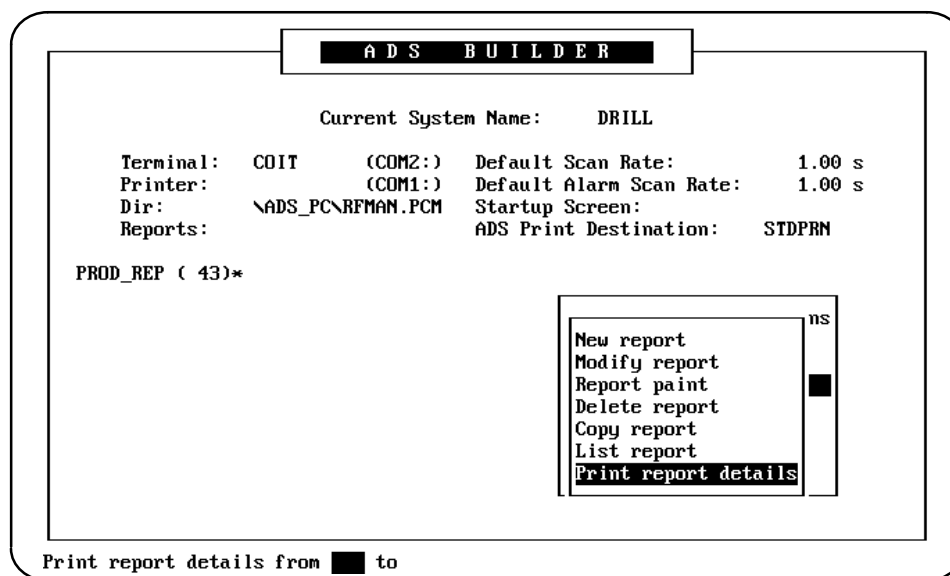 ADS BUILDER
Current System Name: DRILL
Terminal: COIT (COM2:) Default Scan Rate: 1.00 s
Printer: (COM1:) Default Alarm Scan Rate: 1.00 s
Dir: \ADS_PC\RFMAN.PCM Startup Screen:
Reports: ADS Print Destination: STDPRN
PROD_REP ( 43)*
ns
New report
Modify report
Report paint
Delete report
Copy report
List report
Print report details
Print report details from to